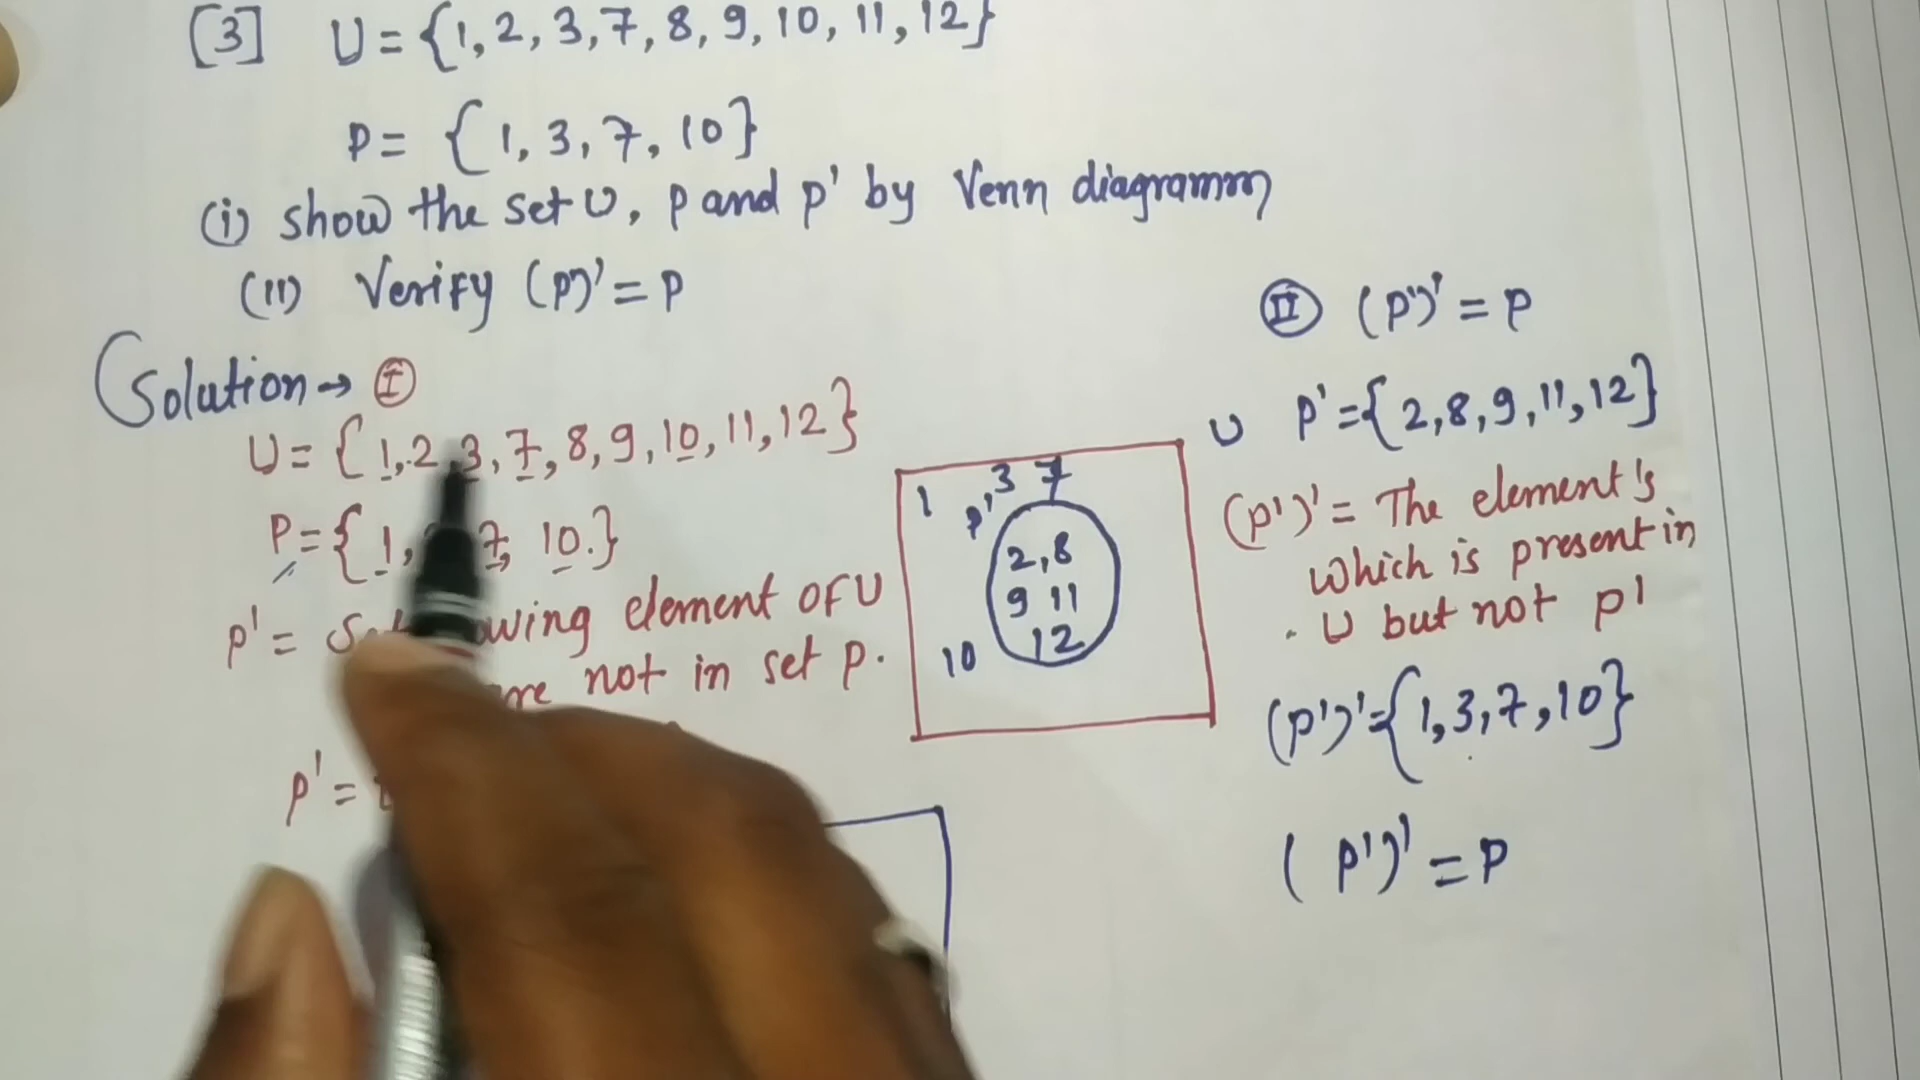 [3] U = {1, 2, 3, 7, 8, 9, 10, 11, 12}
P = {1, 3, 7, 10}
(i) show the set U, P and P' by Venn diagramm
(11) Verify (P)' = P
Solution → I
U = {1, 2, 3, 7, 8, 9, 10, 11, 12}
P = {1, 7, 10.}
P' = element OF U
not in set P.
P' =
1 P' 3 7
2, 8
9 11
12
10
II (P')' = P
U P' = {2, 8, 9, 11, 12}
(P')' = The element's
which is present in
U but not P'
(P')' = {1, 3, 7, 10}
(P')' = P